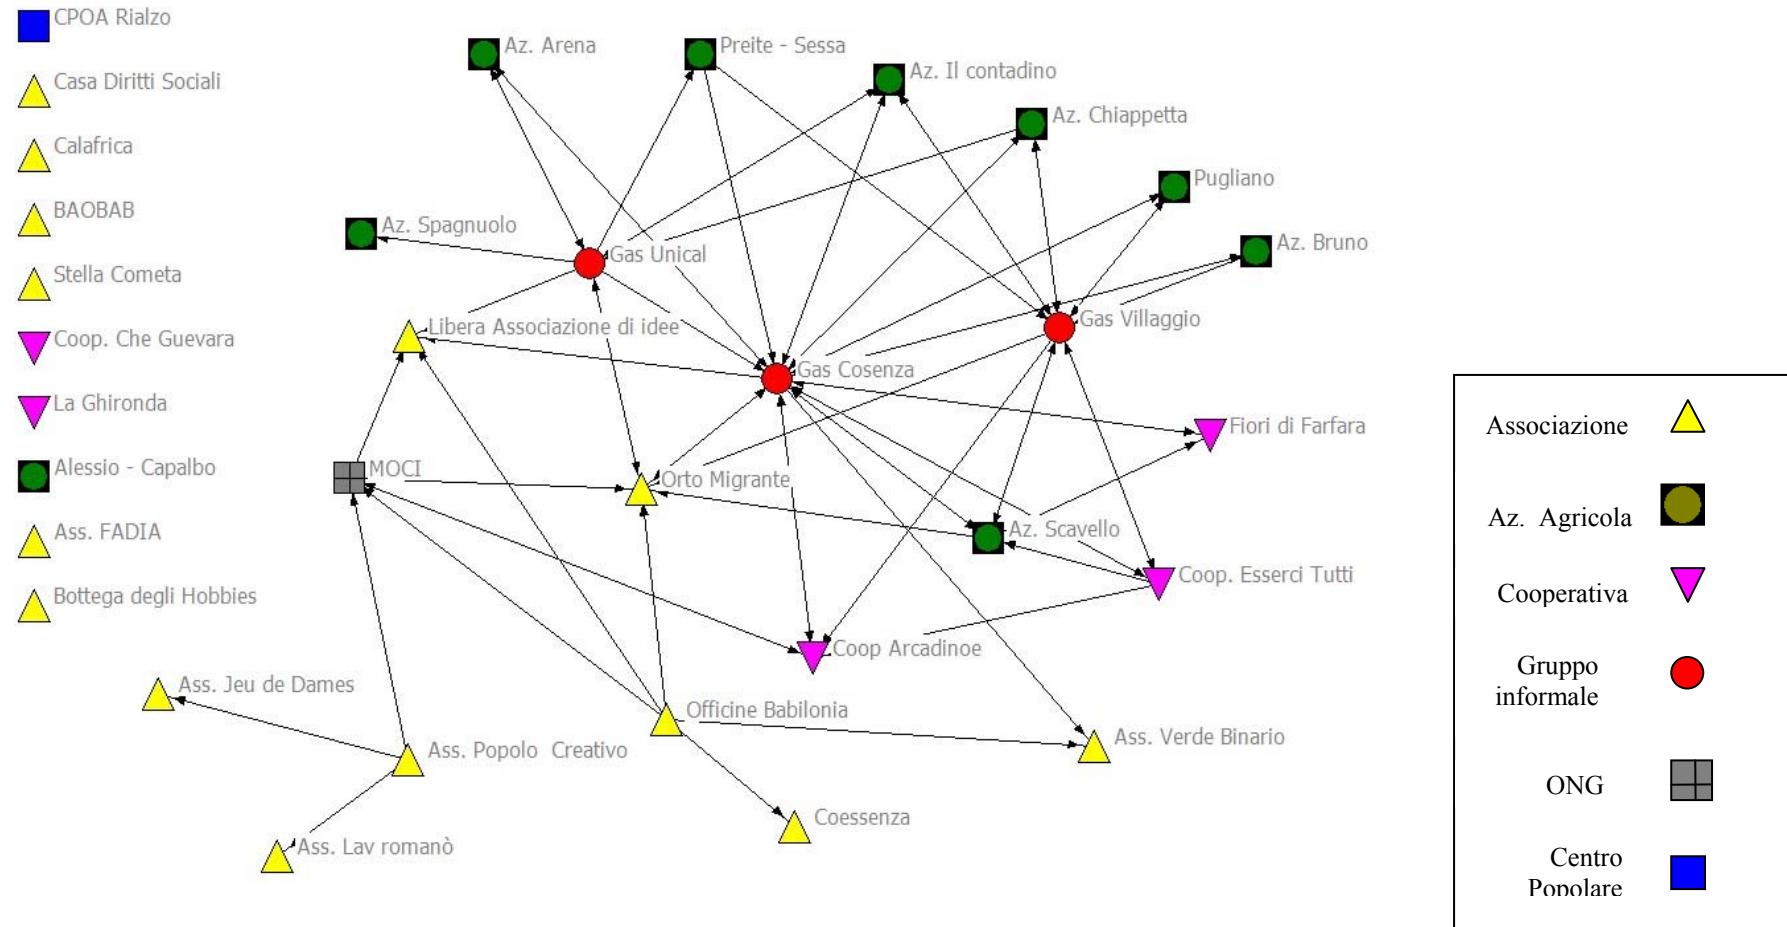 CPOA Rialzo
Casa Diritti Sociali
Calafrica
BAOBAB
Stella Cometa
Coop. Che Guevara
La Ghironda
Alessio - Capalbo
Ass. FADIA
Bottega degli Hobbies
Az. Arena
Preite - Sessa
Az. Il contadino
Az. Chiappetta
Pugliano
Az. Spagnuolo
Az. Bruno
Gas Unical
Gas Villaggio
Libera Associazione di idee
Gas Cosenza
Fiori di Farfara
MOCI
Orto Migrante
Az. Scavello
Coop. Esserci Tutti
Coop Arcadinoe
Ass. Jeu de Dames
Officine Babilonia
Ass. Popolo Creativo
Ass. Verde Binario
Coessenza
Ass. Lav romanò
Associazione
Az. Agricola
Cooperativa
Gruppo
informale
ONG
Centro
Popolare